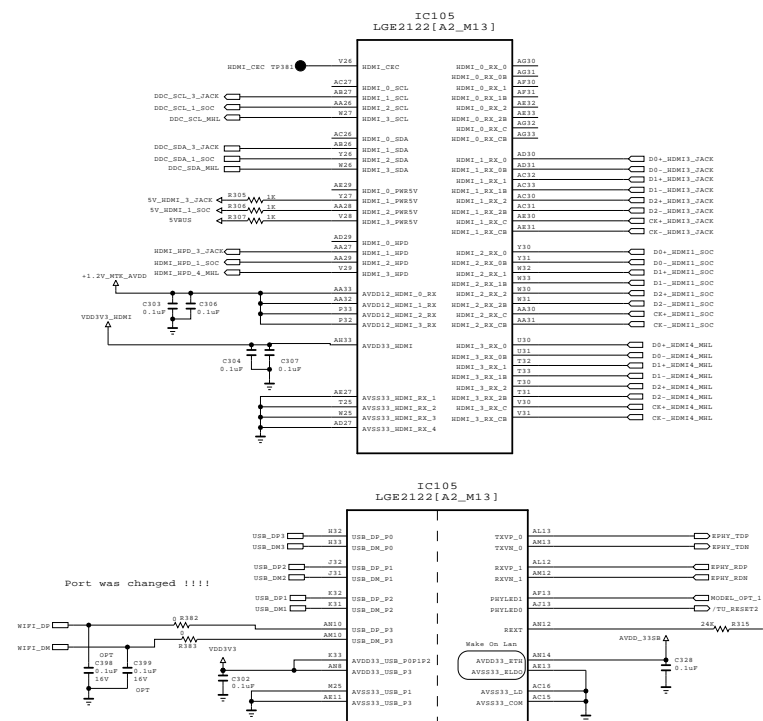 IC105
LGE2122[A2_M13]
HDMI_CEC TP381 V26 HDMI_CEC HDMI_0_RX_0 AG30
HDMI_0_RX_0B AG31
AC27 HDMI_0_SCL HDMI_0_RX_1 AF30
DDC_SCL_3_JACK AB27 HDMI_1_SCL HDMI_0_RX_1B AF31
DDC_SCL_1_SOC AA26 HDMI_2_SCL HDMI_0_RX_2 AE32
DDC_SCL_MHL W27 HDMI_3_SCL HDMI_0_RX_2B AE33
HDMI_0_RX_C AG32
AC26 HDMI_0_SDA HDMI_0_RX_CB AG33
DDC_SDA_3_JACK AB26 HDMI_1_SDA
DDC_SDA_1_SOC Y26 HDMI_2_SDA HDMI_1_RX_0 AD30 D0+_HDMI3_JACK
DDC_SDA_MHL W26 HDMI_3_SDA HDMI_1_RX_0B AD31 D0-_HDMI3_JACK
HDMI_1_RX_1 AC32 D1+_HDMI3_JACK
AE29 HDMI_0_PWR5V HDMI_1_RX_1B AC33 D1-_HDMI3_JACK
5V_HDMI_3_JACK R305 1K Y27 HDMI_1_PWR5V HDMI_1_RX_2 AC30 D2+_HDMI3_JACK
5V_HDMI_1_SOC R306 1K AA28 HDMI_2_PWR5V HDMI_1_RX_2B AC31 D2-_HDMI3_JACK
5VBUS R307 1K V28 HDMI_3_PWR5V HDMI_1_RX_C AE30 CK+_HDMI3_JACK
HDMI_1_RX_CB AE31 CK-_HDMI3_JACK
AD29 HDMI_0_HPD
HDMI_HPD_3_JACK AA27 HDMI_1_HPD HDMI_2_RX_0 Y30 D0+_HDMI1_SOC
HDMI_HPD_1_SOC AA29 HDMI_2_HPD HDMI_2_RX_0B Y31 D0-_HDMI1_SOC
HDMI_HPD_4_MHL V29 HDMI_3_HPD HDMI_2_RX_1 W32 D1+_HDMI1_SOC
+1.2V_MTK_AVDD HDMI_2_RX_1B W33 D1-_HDMI1_SOC
AA33 AVDD12_HDMI_0_RX HDMI_2_RX_2 W30 D2+_HDMI1_SOC
C303 0.1uF C306 0.1uF AA32 AVDD12_HDMI_1_RX HDMI_2_RX_2B W31 D2-_HDMI1_SOC
P33 AVDD12_HDMI_2_RX HDMI_2_RX_C AA30 CK+_HDMI1_SOC
VDD3V3_HDMI P32 AVDD12_HDMI_3_RX HDMI_2_RX_CB AA31 CK-_HDMI1_SOC
AH33 AVDD33_HDMI HDMI_3_RX_0 U30 D0+_HDMI4_MHL
HDMI_3_RX_0B U31 D0-_HDMI4_MHL
C304 0.1uF C307 0.1uF HDMI_3_RX_1 T32 D1+_HDMI4_MHL
HDMI_3_RX_1B T33 D1-_HDMI4_MHL
HDMI_3_RX_2 T30 D2+_HDMI4_MHL
AE27 AVSS33_HDMI_RX_1 HDMI_3_RX_2B T31 D2-_HDMI4_MHL
T25 AVSS33_HDMI_RX_2 HDMI_3_RX_C V30 CK+_HDMI4_MHL
W25 AVSS33_HDMI_RX_3 HDMI_3_RX_CB V31 CK-_HDMI4_MHL
AD27 AVSS33_HDMI_RX_4
IC105
LGE2122[A2_M13]
USB_DP3 H32 USB_DP_P0 TXVP_0 AL13 EPHY_TDP
USB_DM3 H33 USB_DM_P0 TXVN_0 AM13 EPHY_TDN
USB_DP2 J32 USB_DP_P1 RXVP_1 AL12 EPHY_RDP
USB_DM2 J31 USB_DM_P1 RXVN_1 AM12 EPHY_RDN
Port was changed !!!!
USB_DP1 K32 USB_DP_P2 PHYLED1 AF13 MODEL_OPT_1
USB_DM1 K31 USB_DM_P2 PHYLED0 AJ13 /TU_RESET2
WIFI_DP 0 R382 AN10 USB_DP_P3 REXT AN12 24K R315
WIFI_DM 0 R383 AM10 USB_DM_P3 AVDD_33SB
Wake On Lan
OPT C398 0.1uF 16V C399 0.1uF 16V OPT
VDD3V3 K33 AVDD33_USB_P0P1P2 AVDD33_ETH AN14
C302 0.1uF AN8 AVDD33_USB_P3 AVSS33_ELDO AE13 C328 0.1uF
M25 AVSS33_USB_P1 AVSS33_LD AC16
AE11 AVSS33_USB_P3 AVSS33_COM AC15